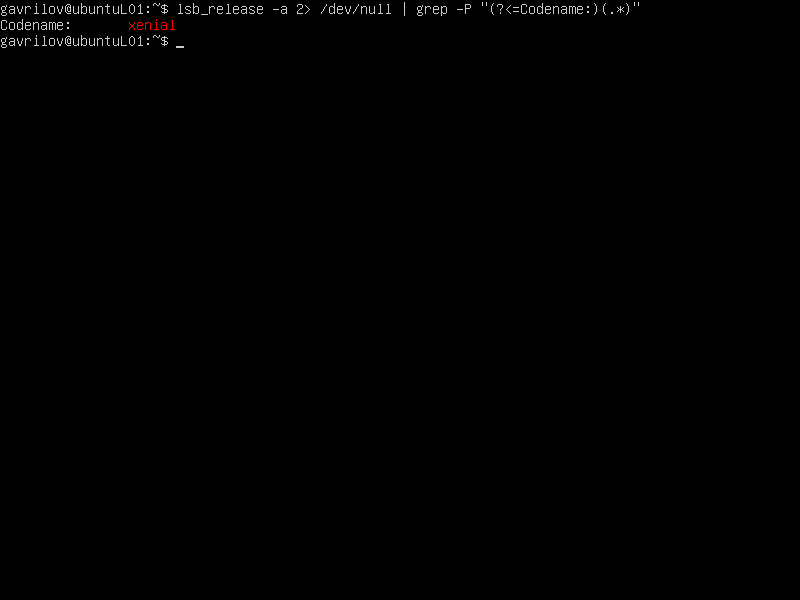 gavrilov@ubuntuL01:~$ lsb_release -a 2> /dev/null | grep -P "(?<=Codename:)(.*)"
Codename:       xenial
gavrilov@ubuntuL01:~$ _